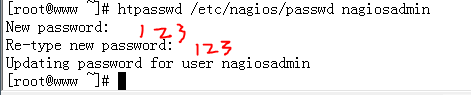 [root@www ~]# htpasswd /etc/nagios/passwd nagiosadmin
New password: 123
Re-type new password: 123
Updating password for user nagiosadmin
[root@www ~]#